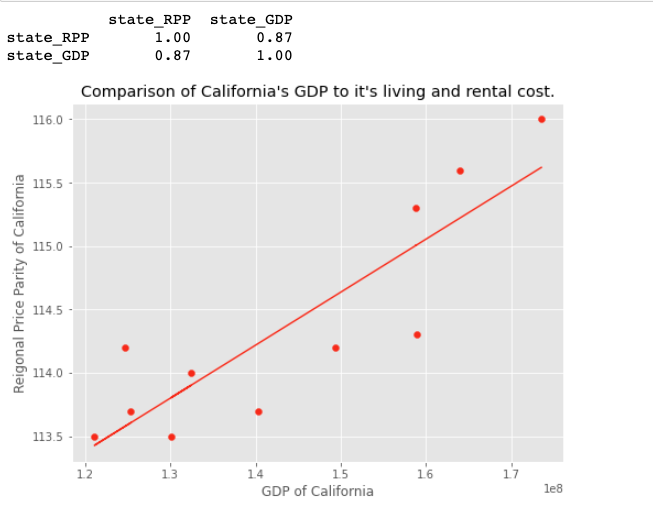 state_RPP state_GDP
state_RPP 1.00 0.87
state_GDP 0.87 1.00
Comparison of California's GDP to it's living and rental cost.
116.0
115.5
115.0
114.5
114.0
113.5
Reigonal Price Parity of California
1.2 1.3 1.4 1.5 1.6 1.7
1e8
GDP of California